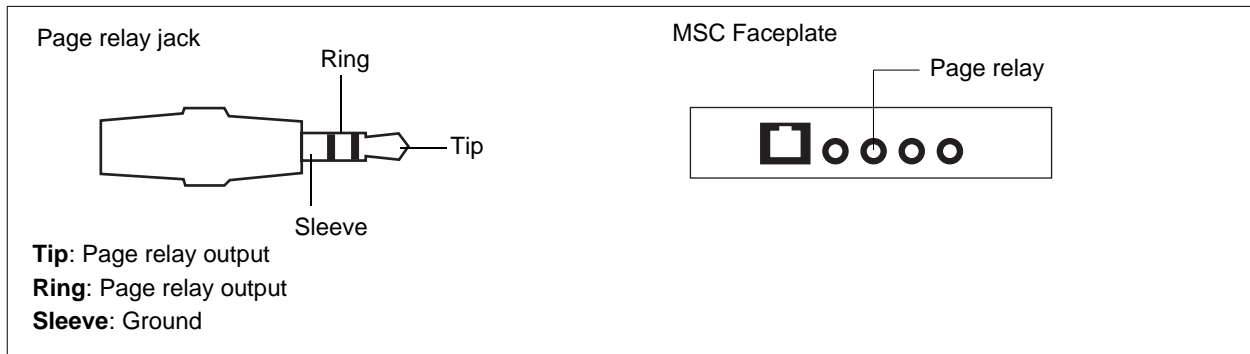 Page relay jack
Ring
Tip
Sleeve
Tip: Page relay output
Ring: Page relay output
Sleeve: Ground
MSC Faceplate
Page relay